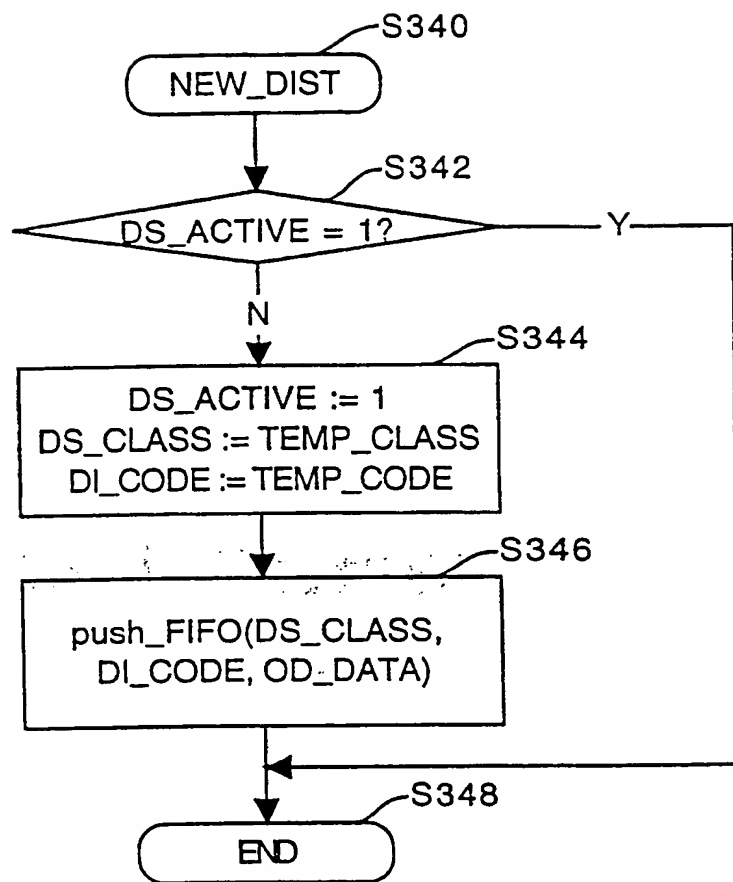 S340
NEW_DIST
S342
DS_ACTIVE = 1?
Y
N
S344
DS_ACTIVE := 1
DS_CLASS := TEMP_CLASS
DI_CODE := TEMP_CODE
S346
push_FIFO(DS_CLASS,
DI_CODE, OD_DATA)
S348
END